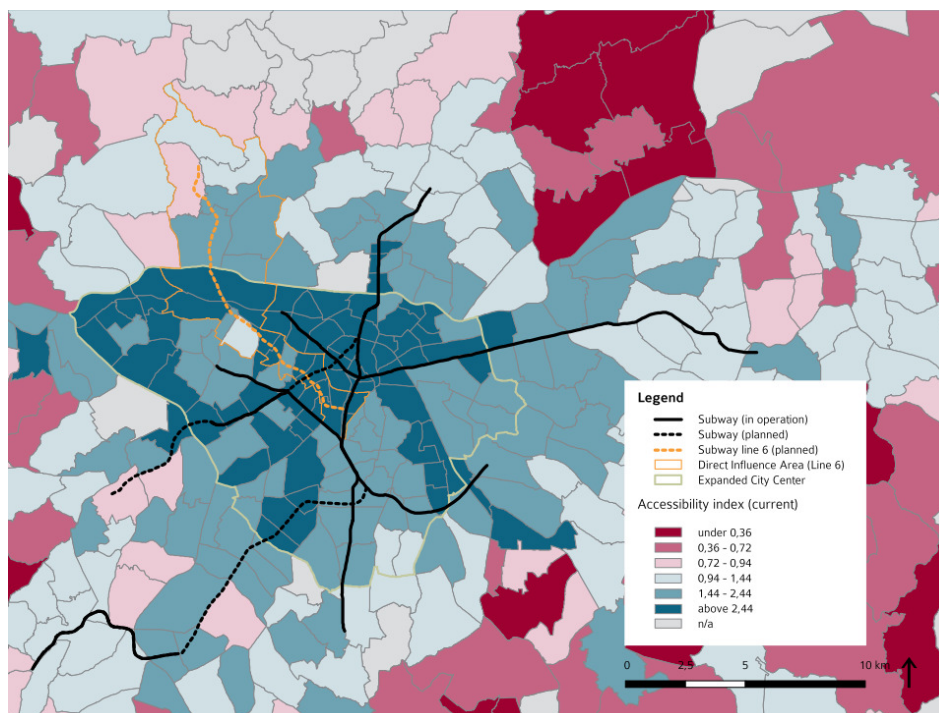 Legend
Subway (in operation)
Subway (planned)
Subway line 6 (planned)
Direct Influence Area (Line 6)
Expanded City Center
Accessibility index (current)
under 0,36
0,36 - 0,72
0,72 - 0,94
0,94 - 1,44
1,44 - 2,44
above 2,44
n/a
0 2,5 5 10 km